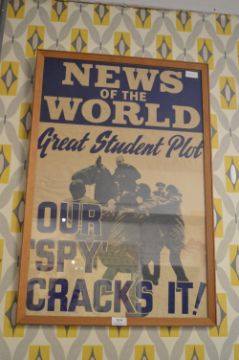 NEWS
OF THE
WORLD
Great Student Plot
OUR
'SPY'
CRACKS IT!